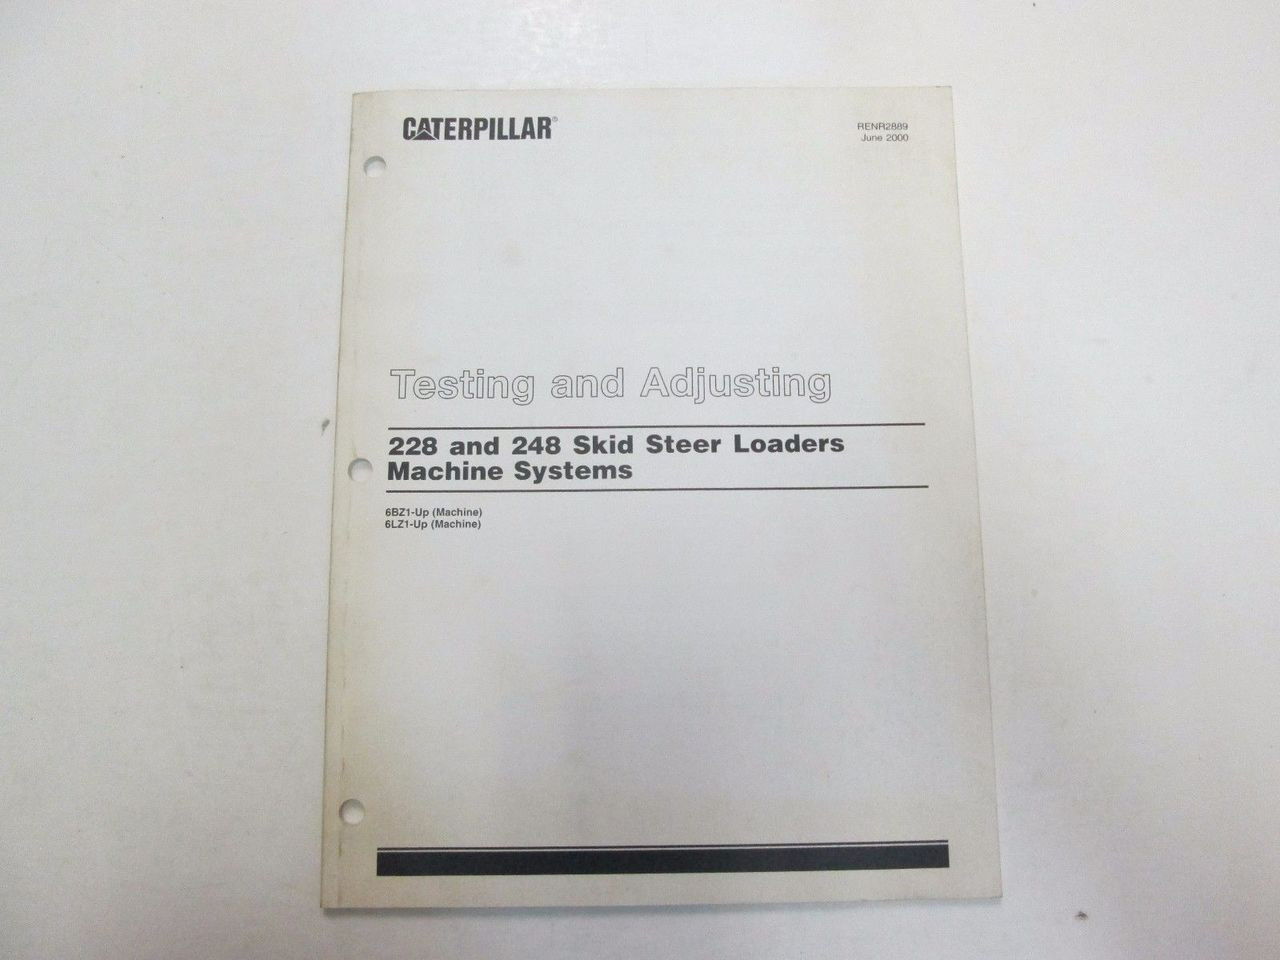 CATERPILLAR®
RENR2889
June 2000
Testing and Adjusting
228 and 248 Skid Steer Loaders
Machine Systems
6BZ1-Up (Machine)
6LZ1-Up (Machine)